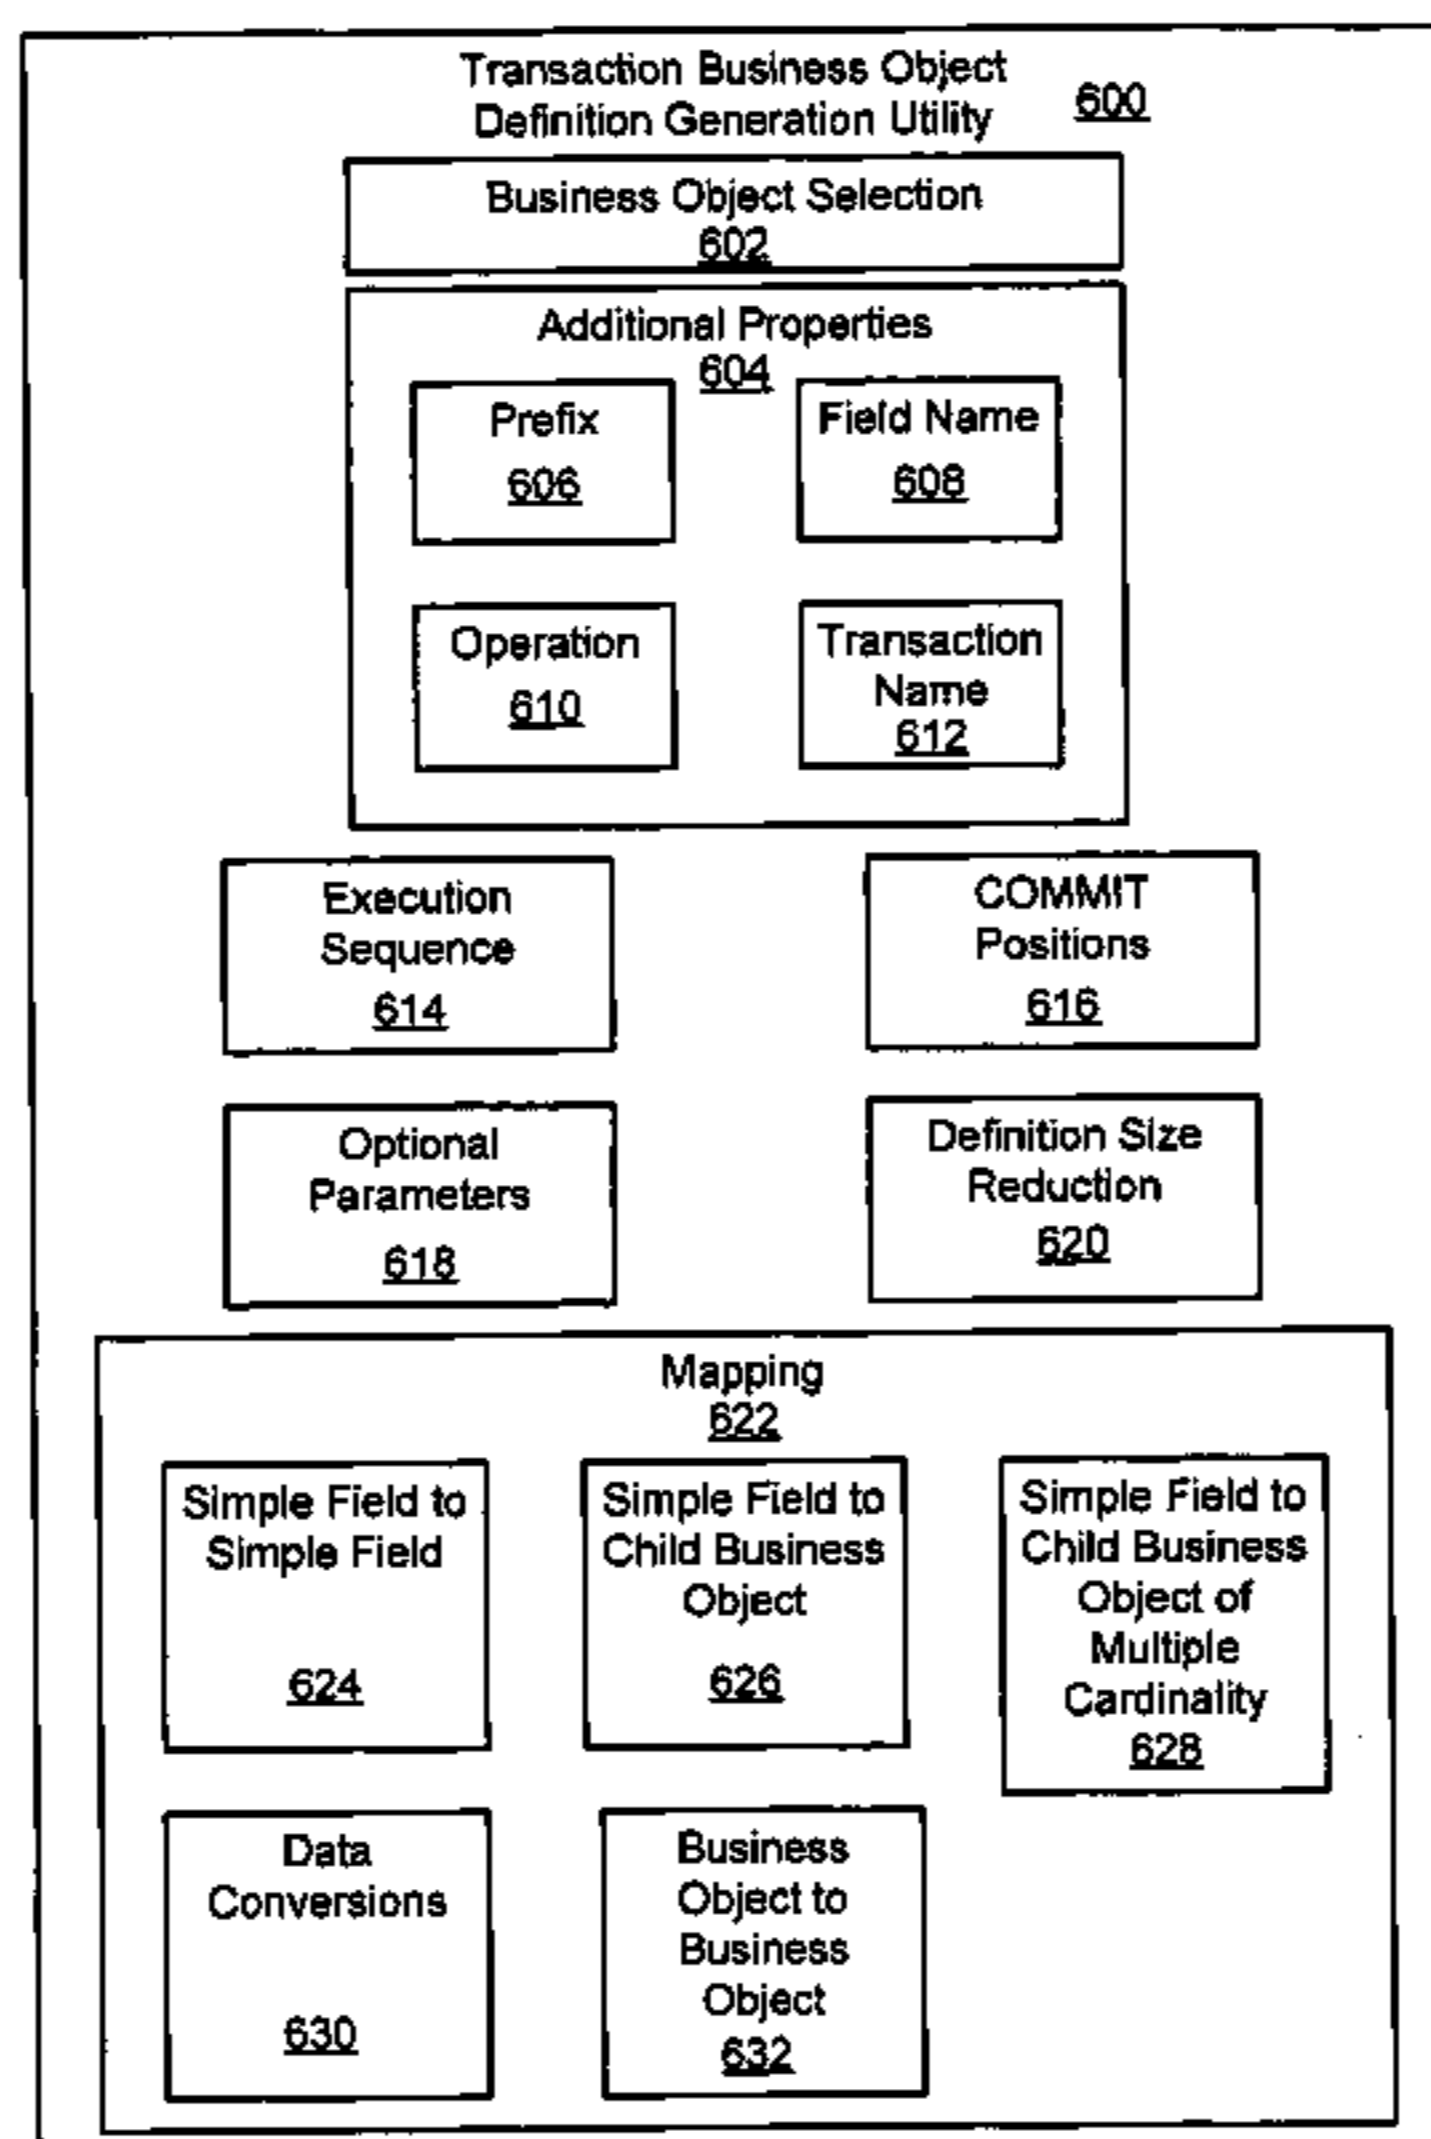 Transaction Business Object
Definition Generation Utility
600
Business Object Selection
602
Additional Properties
604
Prefix
606
Field Name
608
Operation
610
Transaction
Name
612
Execution
Sequence
614
COMMIT
Positions
616
Optional
Parameters
618
Definition Size
Reduction
620
Mapping
622
Simple Field to
Simple Field
624
Simple Field to
Child Business
Object
626
Simple Field to
Child Business
Object of
Multiple
Cardinality
628
Data
Conversions
630
Business
Object to
Business
Object
632